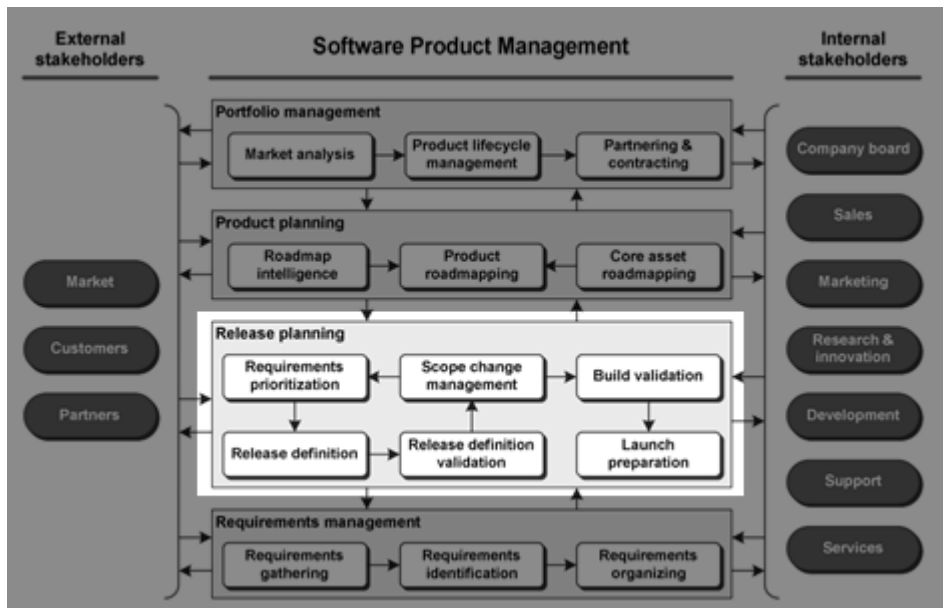 External
stakeholders
Software Product Management
Internal
stakeholders
Portfolio management
Market analysis
Product lifecycle
management
Partnering &
contracting
Product planning
Roadmap
intelligence
Product
roadmapping
Core asset
roadmapping
Release planning
Requirements
prioritization
Scope change
management
Build validation
Release definition
Release definition
validation
Launch
preparation
Requirements management
Requirements
gathering
Requirements
identification
Requirements
organizing
Market
Customers
Partners
Company board
Sales
Marketing
Research &
innovation
Development
Support
Services